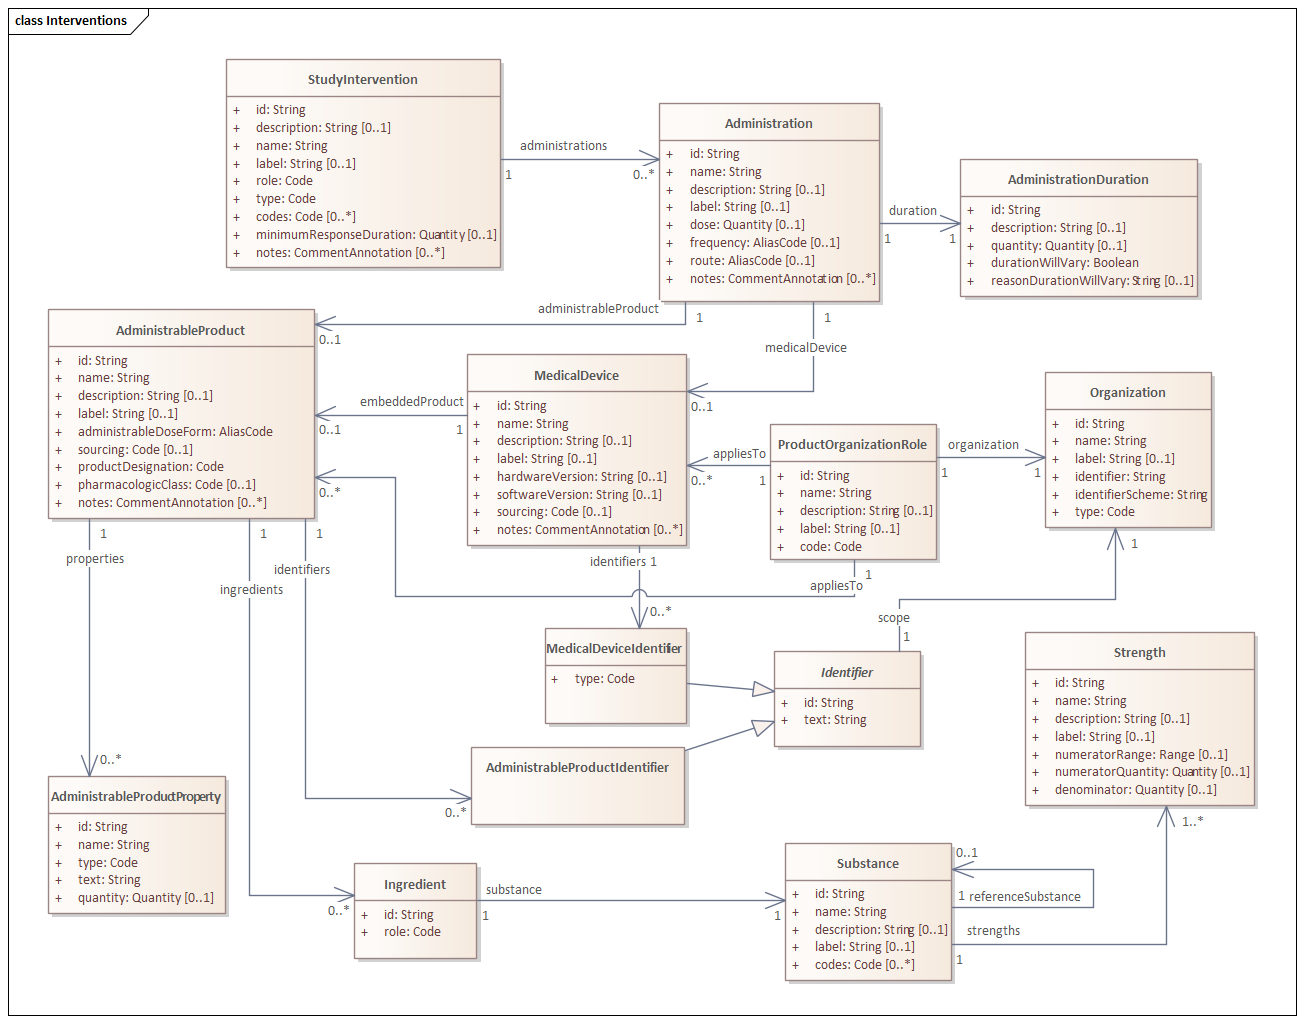 class Interventions
StudyIntervention
+ id: String
+ description: String [0..1]
+ name: String
+ label: String [0..1]
+ role: Code
+ type: Code
+ codes: Code [0..*]
+ minimumResponseDuration: Quantity [0..1]
+ notes: CommentAnnotation [0..*]
administrations
1
0..*
Administration
+ id: String
+ name: String
+ description: String [0..1]
+ label: String [0..1]
+ dose: Quantity [0..1]
+ frequency: AliasCode [0..1]
+ route: AliasCode [0..1]
+ notes: CommentAnnotation [0..*]
duration
1
1
AdministrationDuration
+ id: String
+ description: String [0..1]
+ quantity: Quantity [0..1]
+ durationWillVary: Boolean
+ reasonDurationWillVary: String [0..1]
administrableProduct
1
0..1
1
medicalDevice
0..1
AdministrableProduct
+ id: String
+ name: String
+ description: String [0..1]
+ label: String [0..1]
+ administrableDoseForm: AliasCode
+ sourcing: Code [0..1]
+ productDesignation: Code
+ pharmacologicClass: Code [0..1]
+ notes: CommentAnnotation [0..*]
embeddedProduct
0..1
1
0..*
MedicalDevice
+ id: String
+ name: String
+ description: String [0..1]
+ label: String [0..1]
+ hardwareVersion: String [0..1]
+ softwareVersion: String [0..1]
+ sourcing: Code [0..1]
+ notes: CommentAnnotation [0..*]
appliesTo
0..*
1
ProductOrganizationRole
+ id: String
+ name: String
+ description: String [0..1]
+ label: String [0..1]
+ code: Code
organization
1
1
Organization
+ id: String
+ name: String
+ label: String [0..1]
+ identifier: String
+ identifierScheme: String
+ type: Code
1
properties
1
ingredients
1
identifiers
identifiers 1
0..*
1
appliesTo
1
scope
1
MedicalDeviceIdentifier
+ type: Code
Identifier
+ id: String
+ text: String
Strength
+ id: String
+ name: String
+ description: String [0..1]
+ label: String [0..1]
+ numeratorRange: Range [0..1]
+ numeratorQuantity: Quantity [0..1]
+ denominator: Quantity [0..1]
1..*
AdministrableProductIdentifier
0..*
0..*
AdministrableProductProperty
+ id: String
+ name: String
+ type: Code
+ text: String
+ quantity: Quantity [0..1]
0..*
Ingredient
+ id: String
+ role: Code
substance
1
1
Substance
+ id: String
+ name: String
+ description: String [0..1]
+ label: String [0..1]
+ codes: Code [0..*]
0..1
1 referenceSubstance
strengths
1